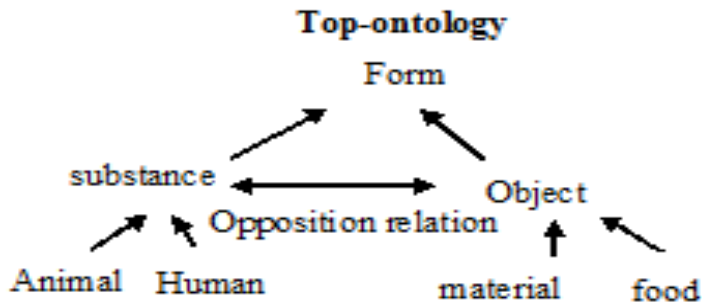 Top-ontology
Form
substance
Object
Opposition relation
Animal Human material food